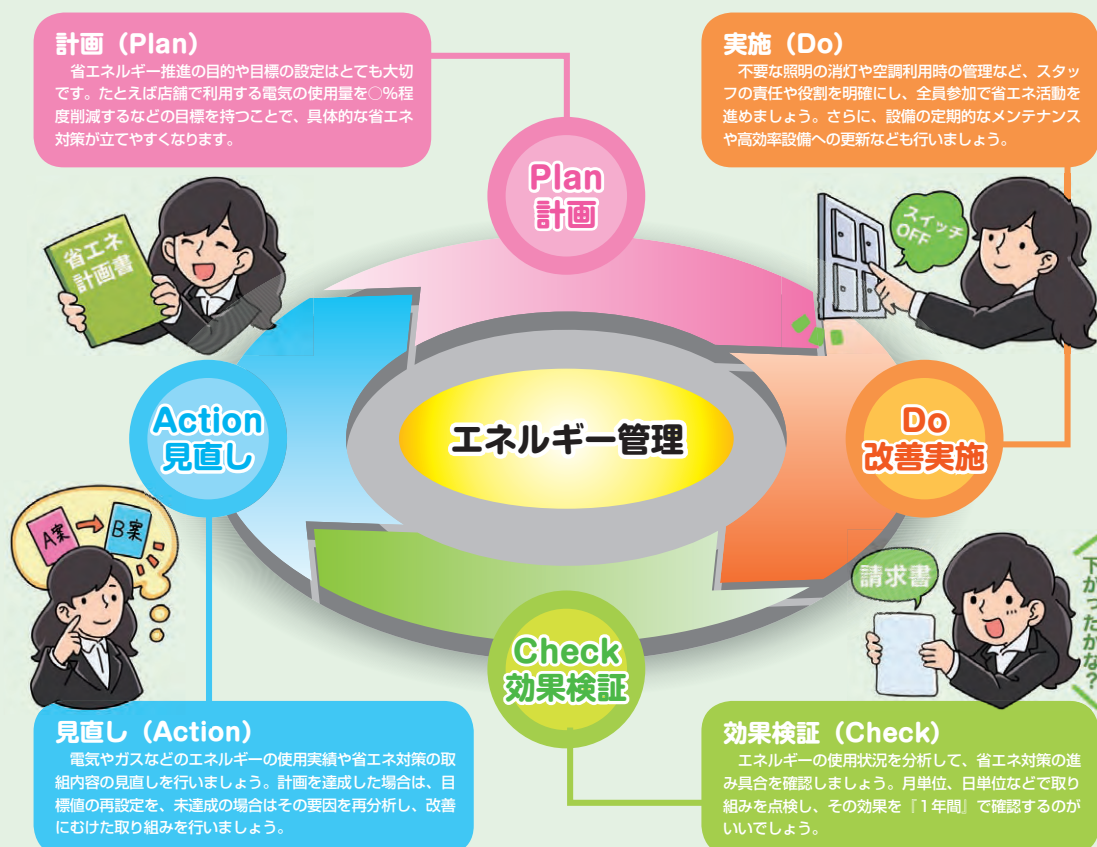 計画（Plan）
省エネルギー推進の目的や目標の設定はとても大切
です。たとえば店舗で利用する電気の使用量を○%程
度削減するなどの目標を持つことで、具体的な省エネ
対策が立てやすくなります。
実施（Do）
不要な照明の消灯や空調利用時の管理など、スタッ
フの責任や役割を明確にし、全員参加で省エネ活動を
進めましょう。さらに、設備の定期的なメンテナンス
や高効率設備への更新なども行いましょう。
Plan
計画
省エネ
計画書
スイッチ
OFF
Action
見直し
エネルギー管理
Do
改善実施
A案
B案
請求書
下がったかな?
Check
効果検証
見直し（Action）
電気やガスなどのエネルギーの使用実績や省エネ対策の取
組内容の見直しを行いましょう。計画を達成した場合は、目
標値の再設定を、未達成の場合はその要因を再分析し、改善
にむけた取り組みを行いましょう。
効果検証（Check）
エネルギーの使用状況を分析して、省エネ対策の進
み具合を確認しましょう。月単位、日単位などで取り
組みを点検し、その効果を『1年間』で確認するのが
いいでしょう。